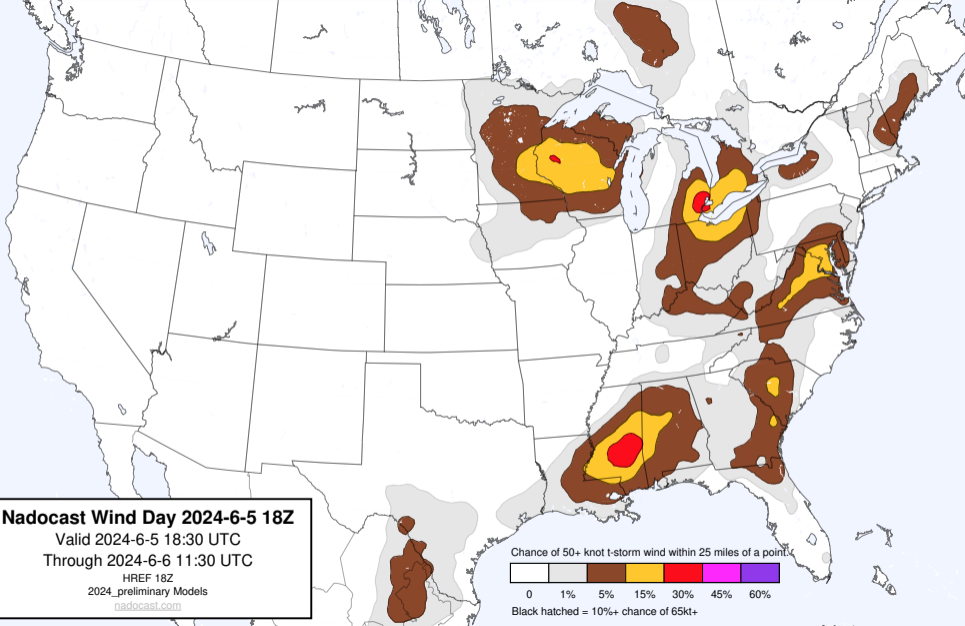 Nadocast Wind Day 2024-6-5 18Z
Valid 2024-6-5 18:30 UTC
Through 2024-6-6 11:30 UTC
HREF 18Z
2024_preliminary Models
nadocast.com
Chance of 50+ knot t-storm wind within 25 miles of a point.
0 1% 5% 15% 30% 45% 60%
Black hatched = 10%+ chance of 65kt+